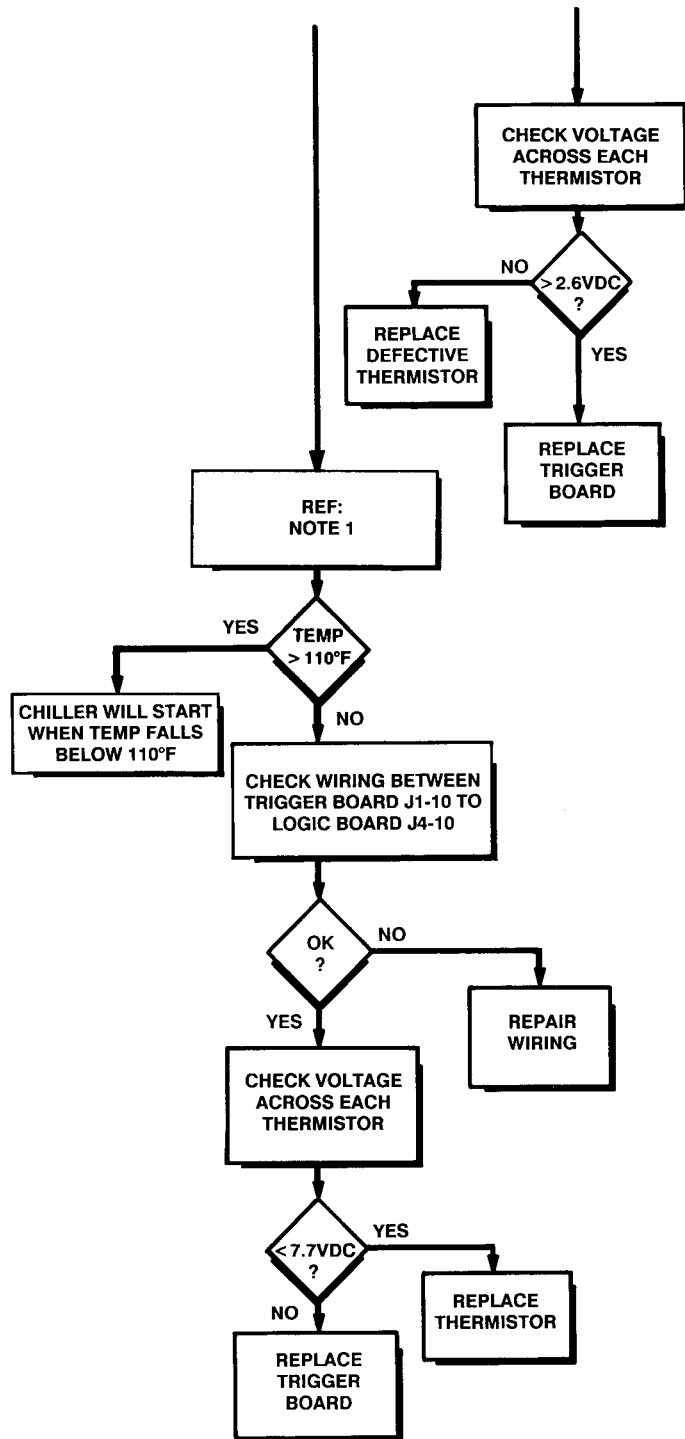 CHECK VOLTAGE
ACROSS EACH
THERMISTOR
NO
> 2.6VDC
?
REPLACE
DEFECTIVE
THERMISTOR
YES
REPLACE
TRIGGER
BOARD
REF:
NOTE 1
YES
TEMP
> 110°F
CHILLER WILL START
WHEN TEMP FALLS
BELOW 110°F
NO
CHECK WIRING BETWEEN
TRIGGER BOARD J1-10 TO
LOGIC BOARD J4-10
OK
?
NO
YES
REPAIR
WIRING
CHECK VOLTAGE
ACROSS EACH
THERMISTOR
< 7.7VDC
?
YES
NO
REPLACE
THERMISTOR
REPLACE
TRIGGER
BOARD